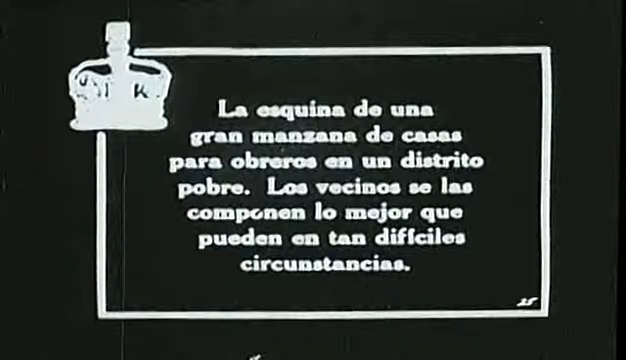 La esquina de una
gran manzana de casas
para obreros en un distrito
pobre. Los vecinos se las
componen lo mejor que
pueden en tan difíciles
circunstancias.